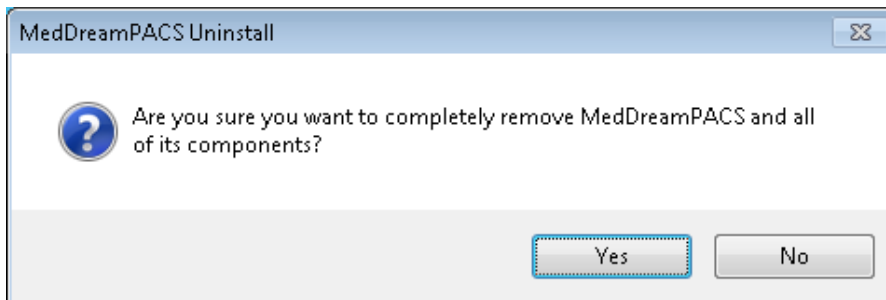 MedDreamPACS Uninstall
Are you sure you want to completely remove MedDreamPACS and all
of its components?
Yes
No